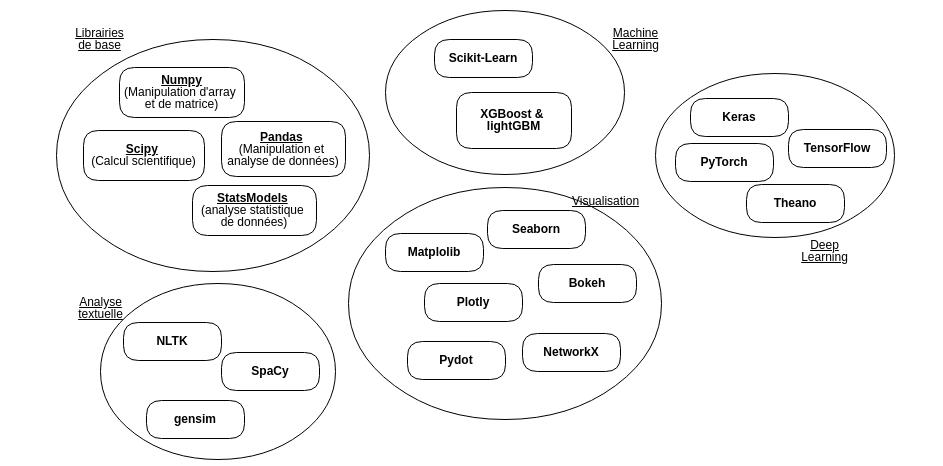 Librairies
de base
Numpy
(Manipulation d'array
et de matrice)
Scipy
(Calcul scientifique)
Pandas
(Manipulation et
analyse de données)
StatsModels
(analyse statistique
de données)
Machine
Learning
Scikit-Learn
XGBoost &
lightGBM
Keras
TensorFlow
PyTorch
Theano
Deep
Learning
Visualisation
Seaborn
Matplolib
Bokeh
Plotly
NetworkX
Pydot
Analyse
textuelle
NLTK
SpaCy
gensim